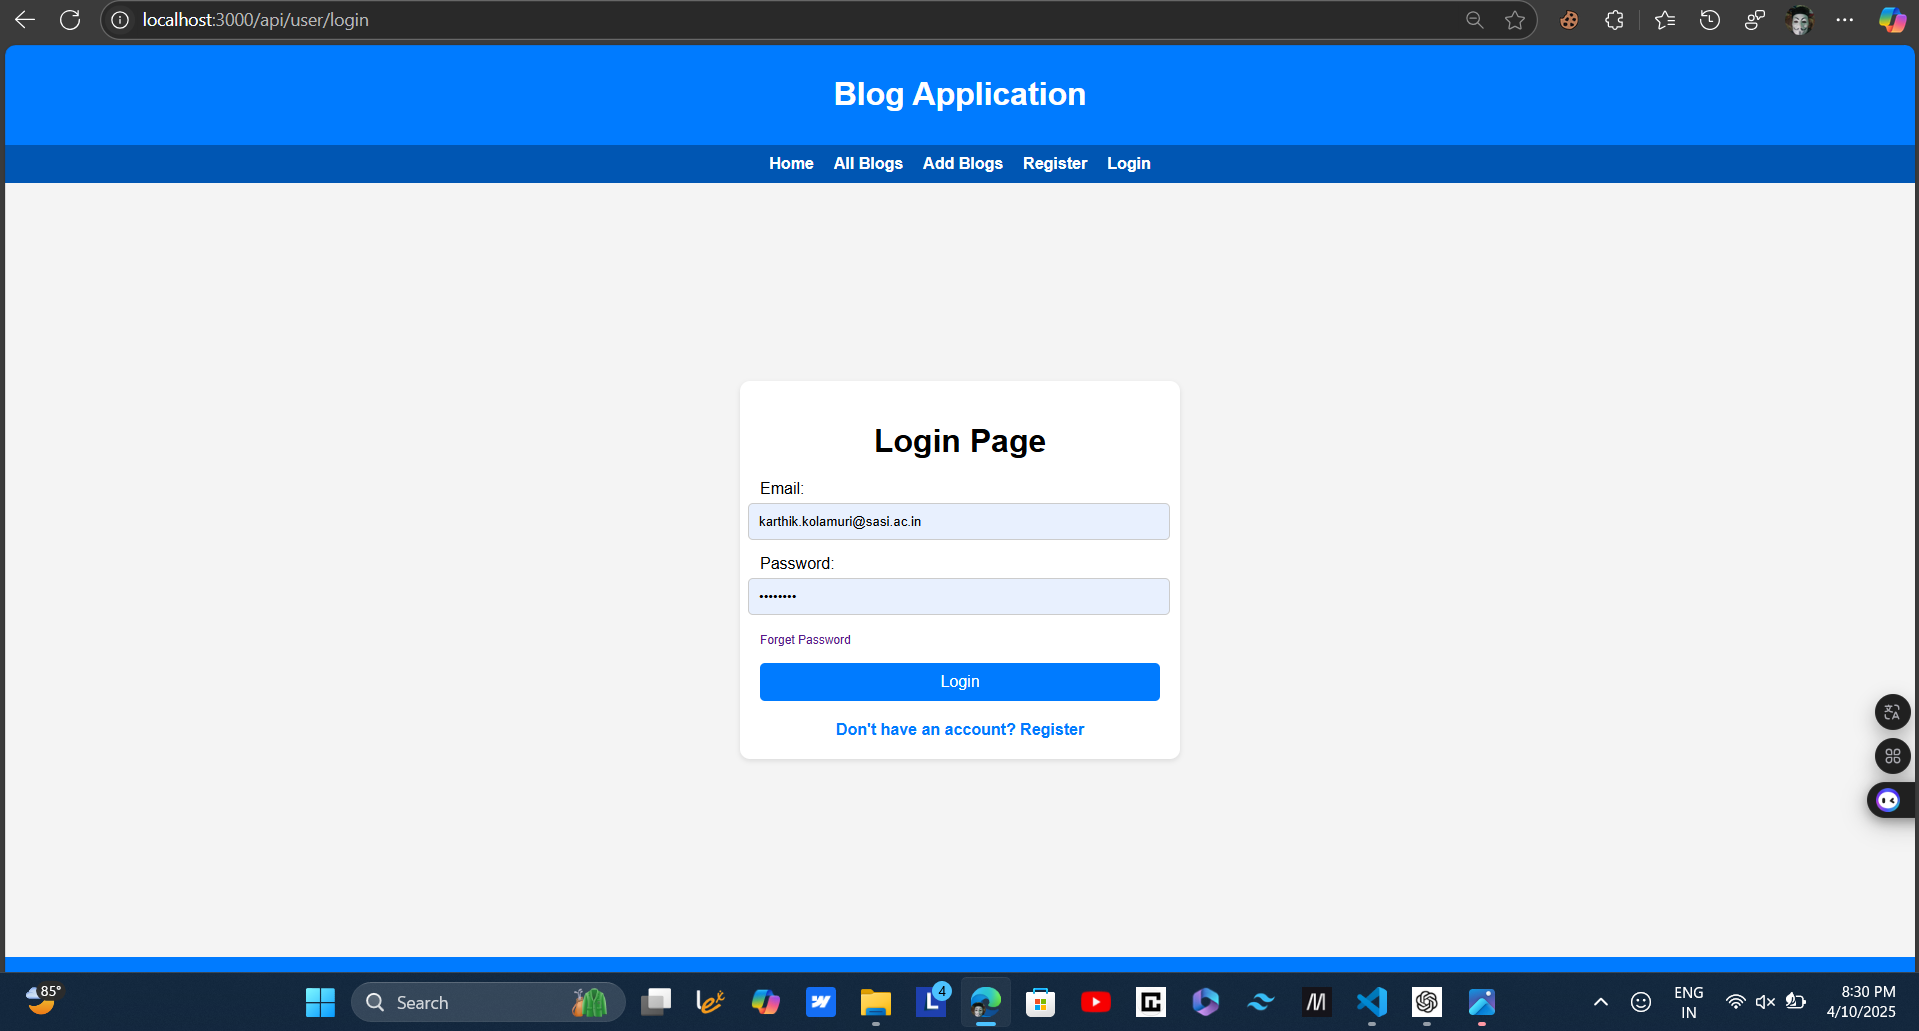 localhost:3000/api/user/login
Blog Application
Home All Blogs Add Blogs Register Login
Login Page
Email:
karthik.kolamuri@sasi.ac.in
Password:
••••••••
Forget Password
Login
Don't have an account? Register
85°
Search
4
ENG
IN
8:30 PM
4/10/2025